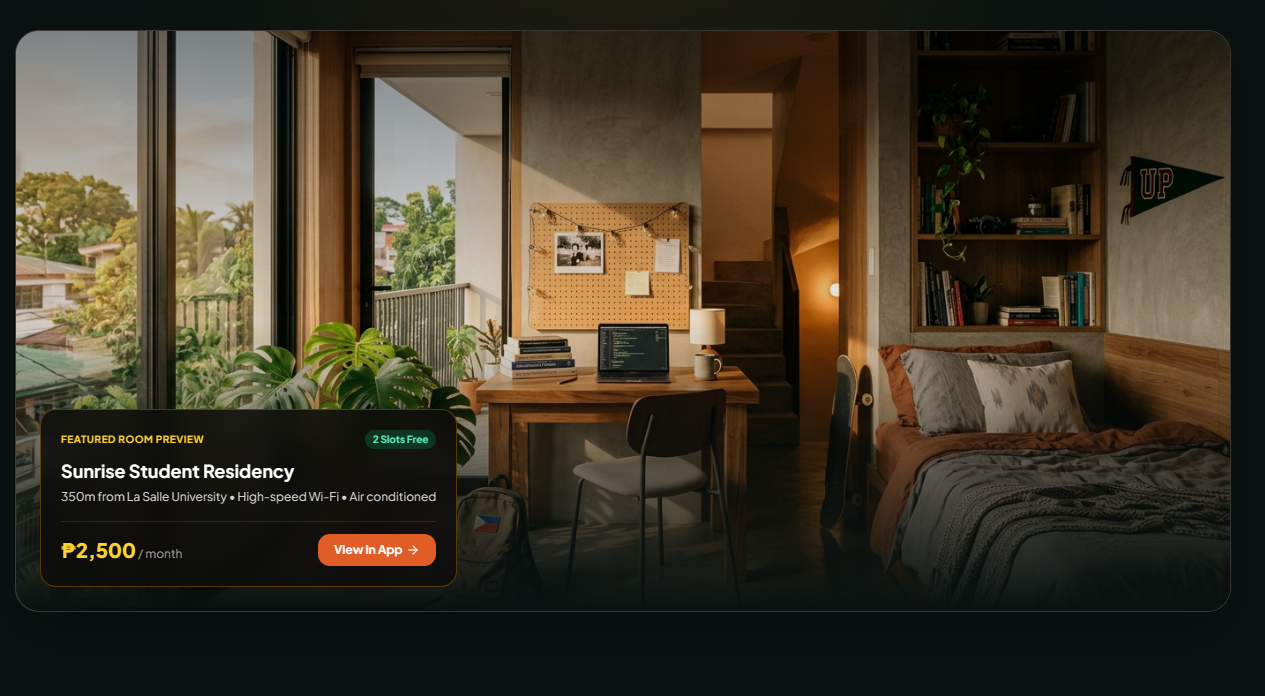 FEATURED ROOM PREVIEW
2 Slots Free
Sunrise Student Residency
350m from La Salle University • High-speed Wi-Fi • Air conditioned
₱2,500 / month
View in App →
UP